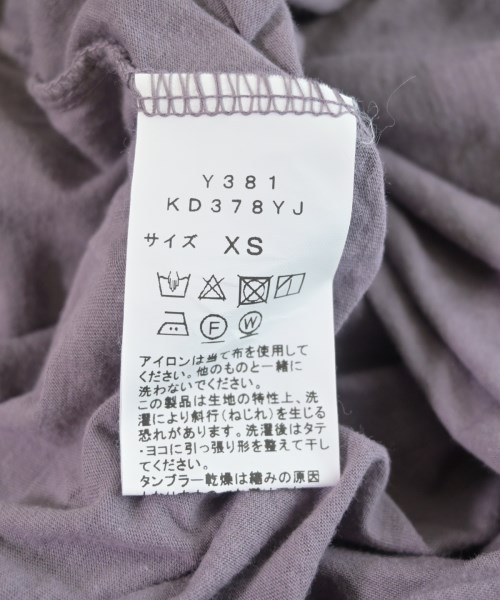 Y381
KD378YJ
サイズ XS
F W
アイロンは当て布を使用して
ください。他のものと一緒に
洗わないでください。
この製品は生地の特性上、洗
濯により斜行(ねじれ)を生じる
恐れがあります。洗濯後はタテ
・ヨコに引っ張り形を整えて干し
てください。
タンブラー乾燥は縮みの原因